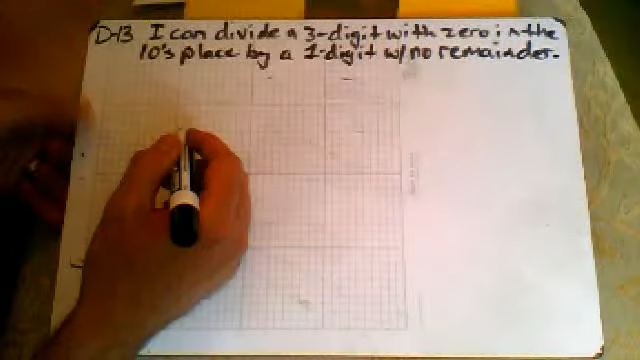 D-13 I can divide a 3-digit with zero in the
10's place by a 1-digit w/no remainder.